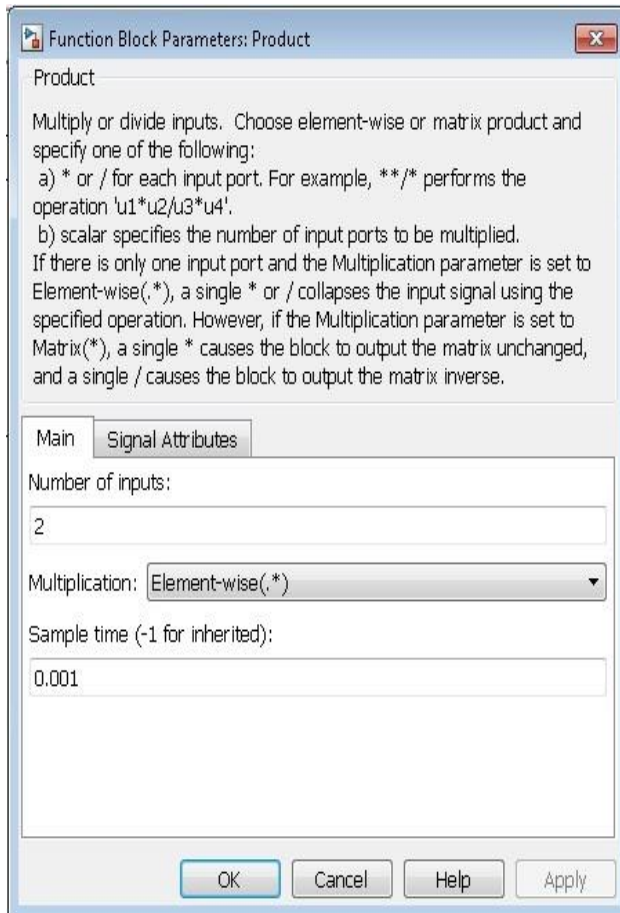 Function Block Parameters: Product
Product
Multiply or divide inputs. Choose element-wise or matrix product and
specify one of the following:
a) * or / for each input port. For example, **/* performs the
operation 'u1*u2/u3*u4'.
b) scalar specifies the number of input ports to be multiplied.
If there is only one input port and the Multiplication parameter is set to
Element-wise(.*), a single * or / collapses the input signal using the
specified operation. However, if the Multiplication parameter is set to
Matrix(*), a single * causes the block to output the matrix unchanged,
and a single / causes the block to output the matrix inverse.
Main Signal Attributes
Number of inputs:
2
Multiplication: Element-wise(.*)
Sample time (-1 for inherited):
0.001
OK Cancel Help Apply